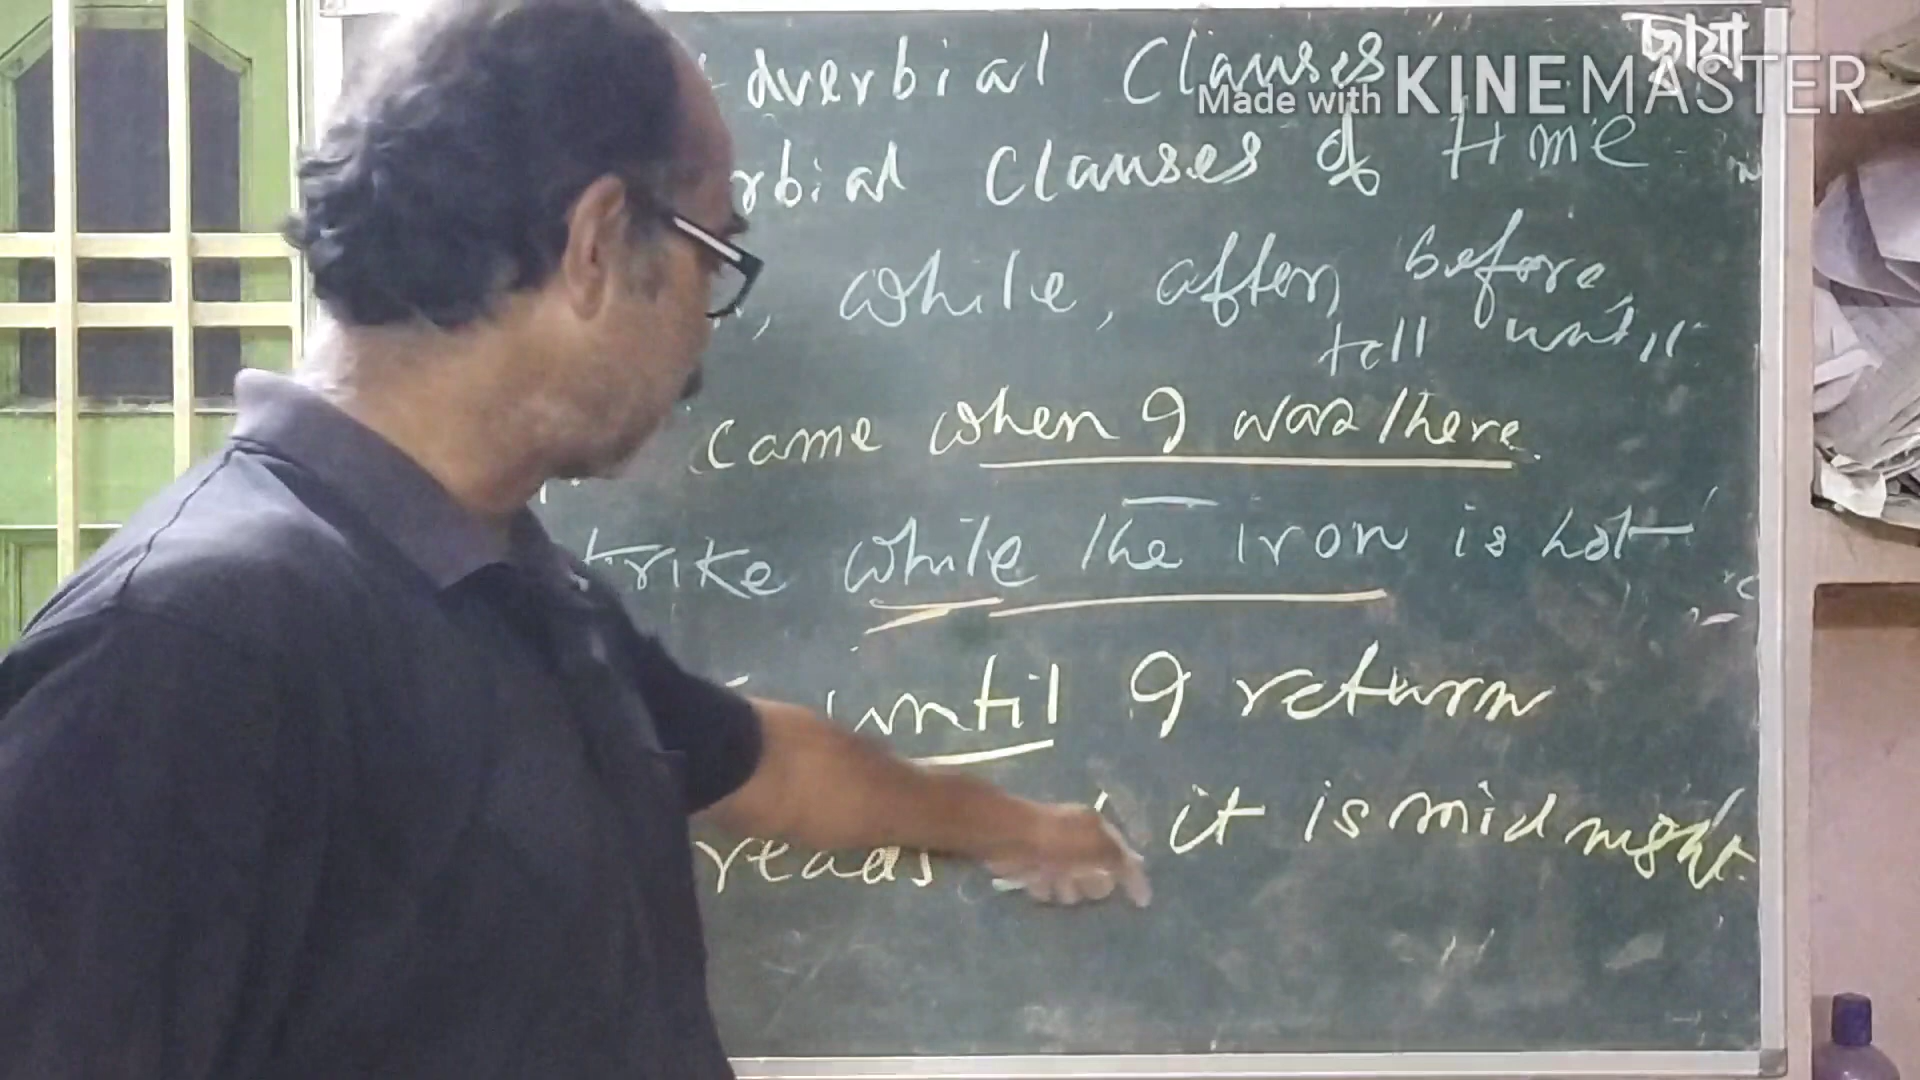 dverbial Clauses
ছায়া
Made with KINEMASTER
rbial Clauses of time
, while, after, before,
till until
came when I was there.
trike while the iron is hot
until I return
reads it is midnight.